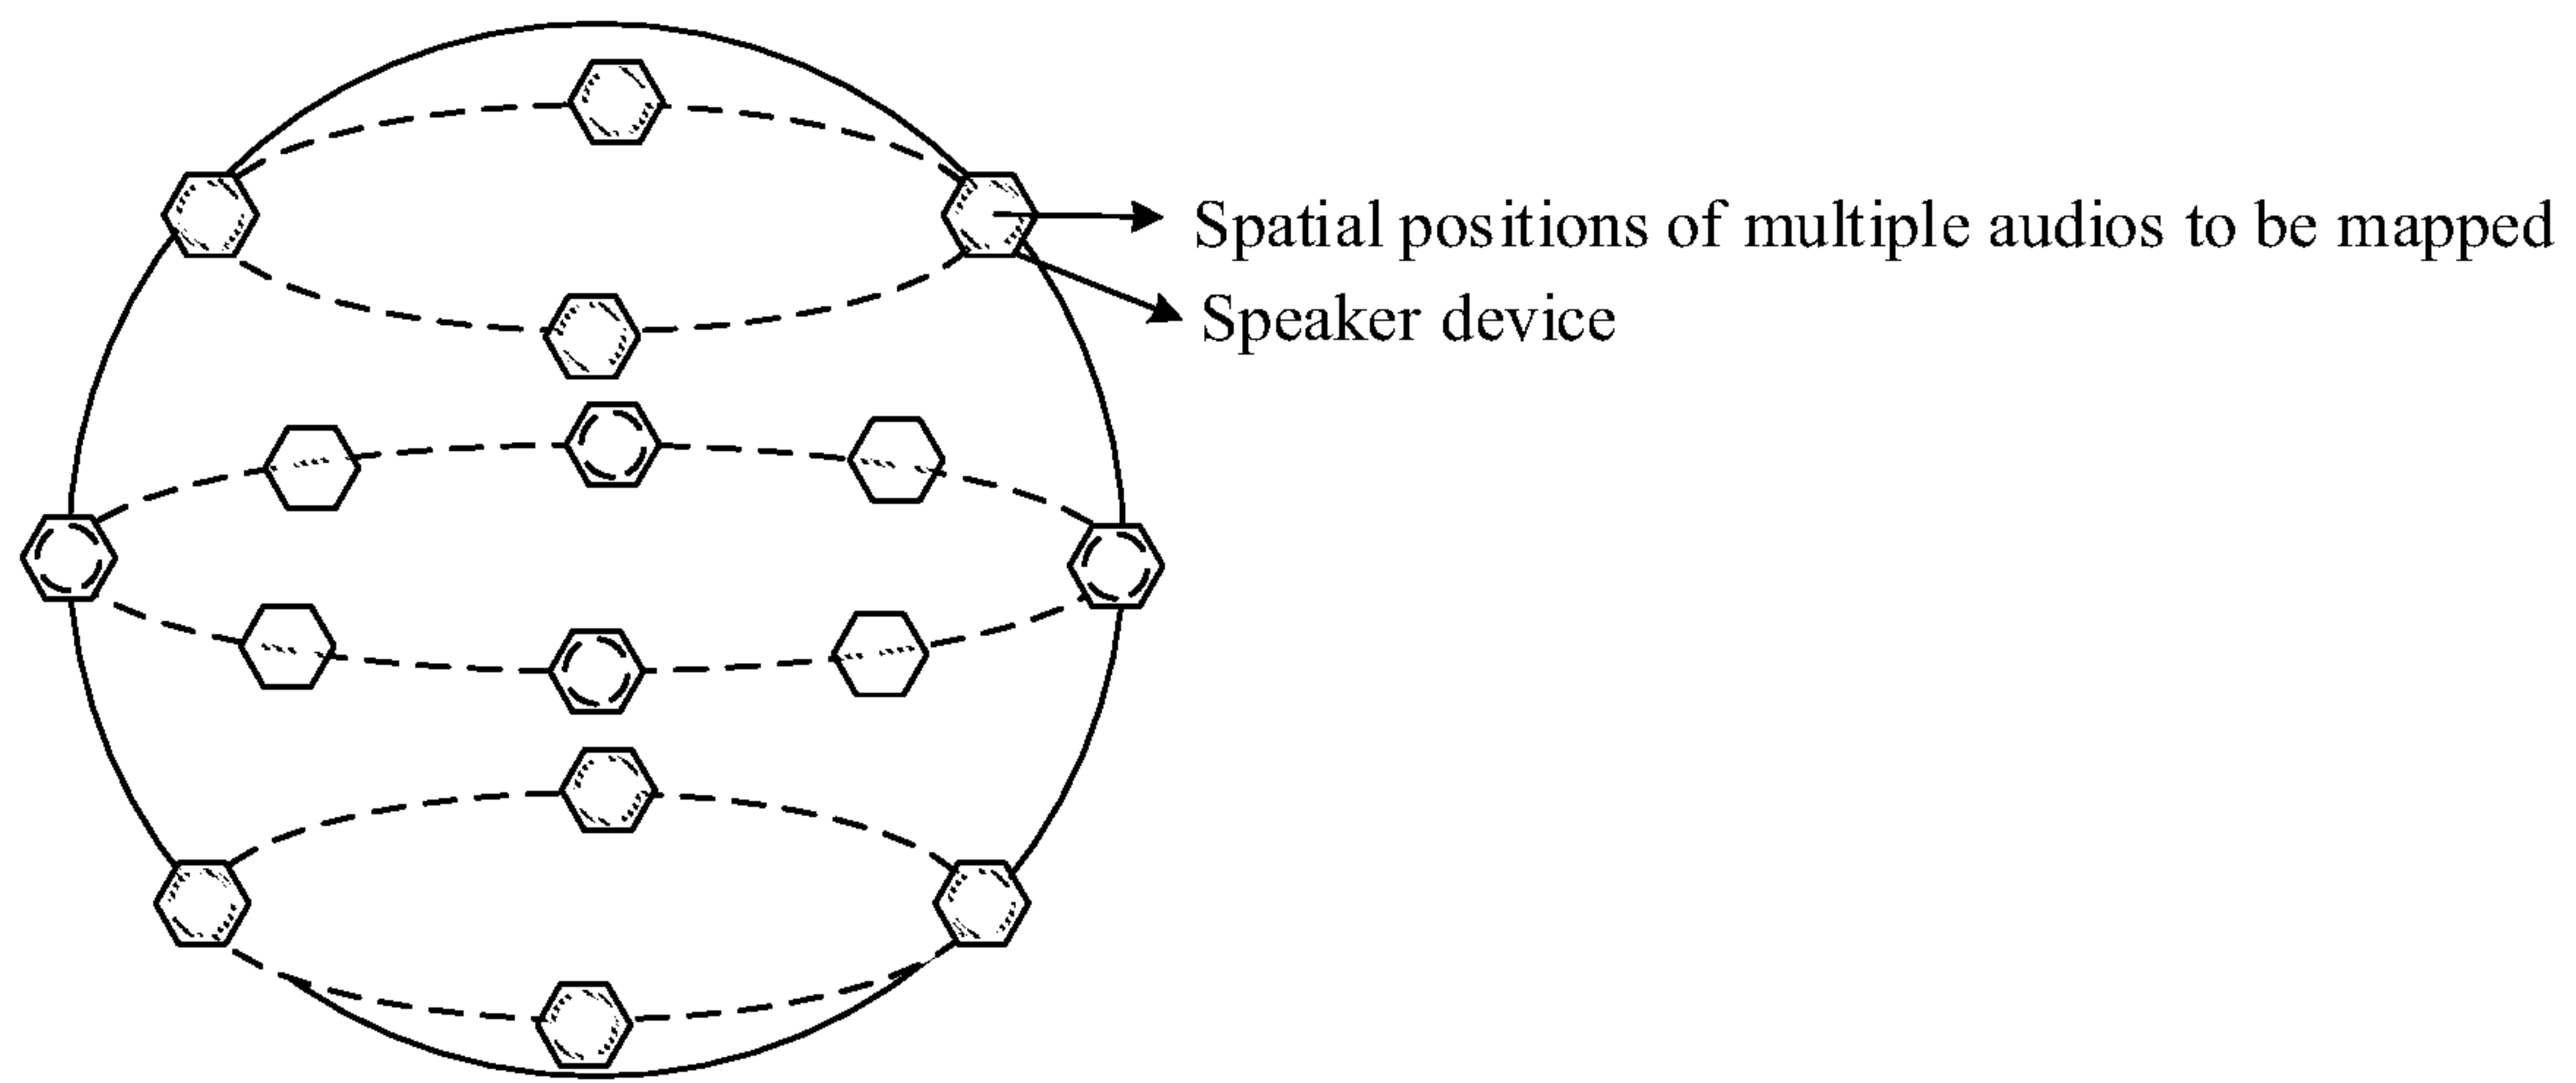 Spatial positions of multiple audios to be mapped
Speaker device